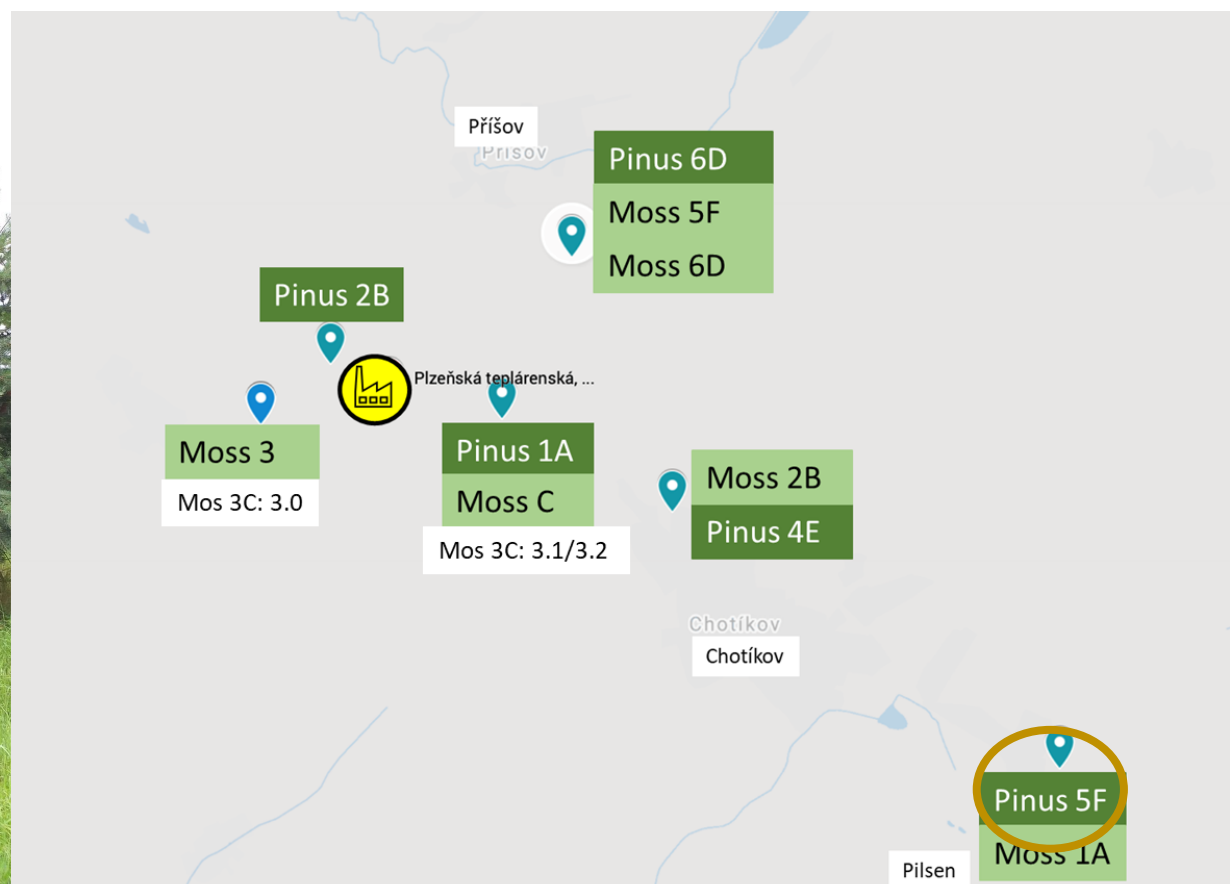 Příšov
Příšov
Pinus 6D
Moss 5F
Moss 6D
Pinus 2B
Plzeňská teplárenská, ...
Moss 3
Mos 3C: 3.0
Pinus 1A
Moss C
Mos 3C: 3.1/3.2
Moss 2B
Pinus 4E
Chotíkov
Chotíkov
Pinus 5F
Moss 1A
Pilsen